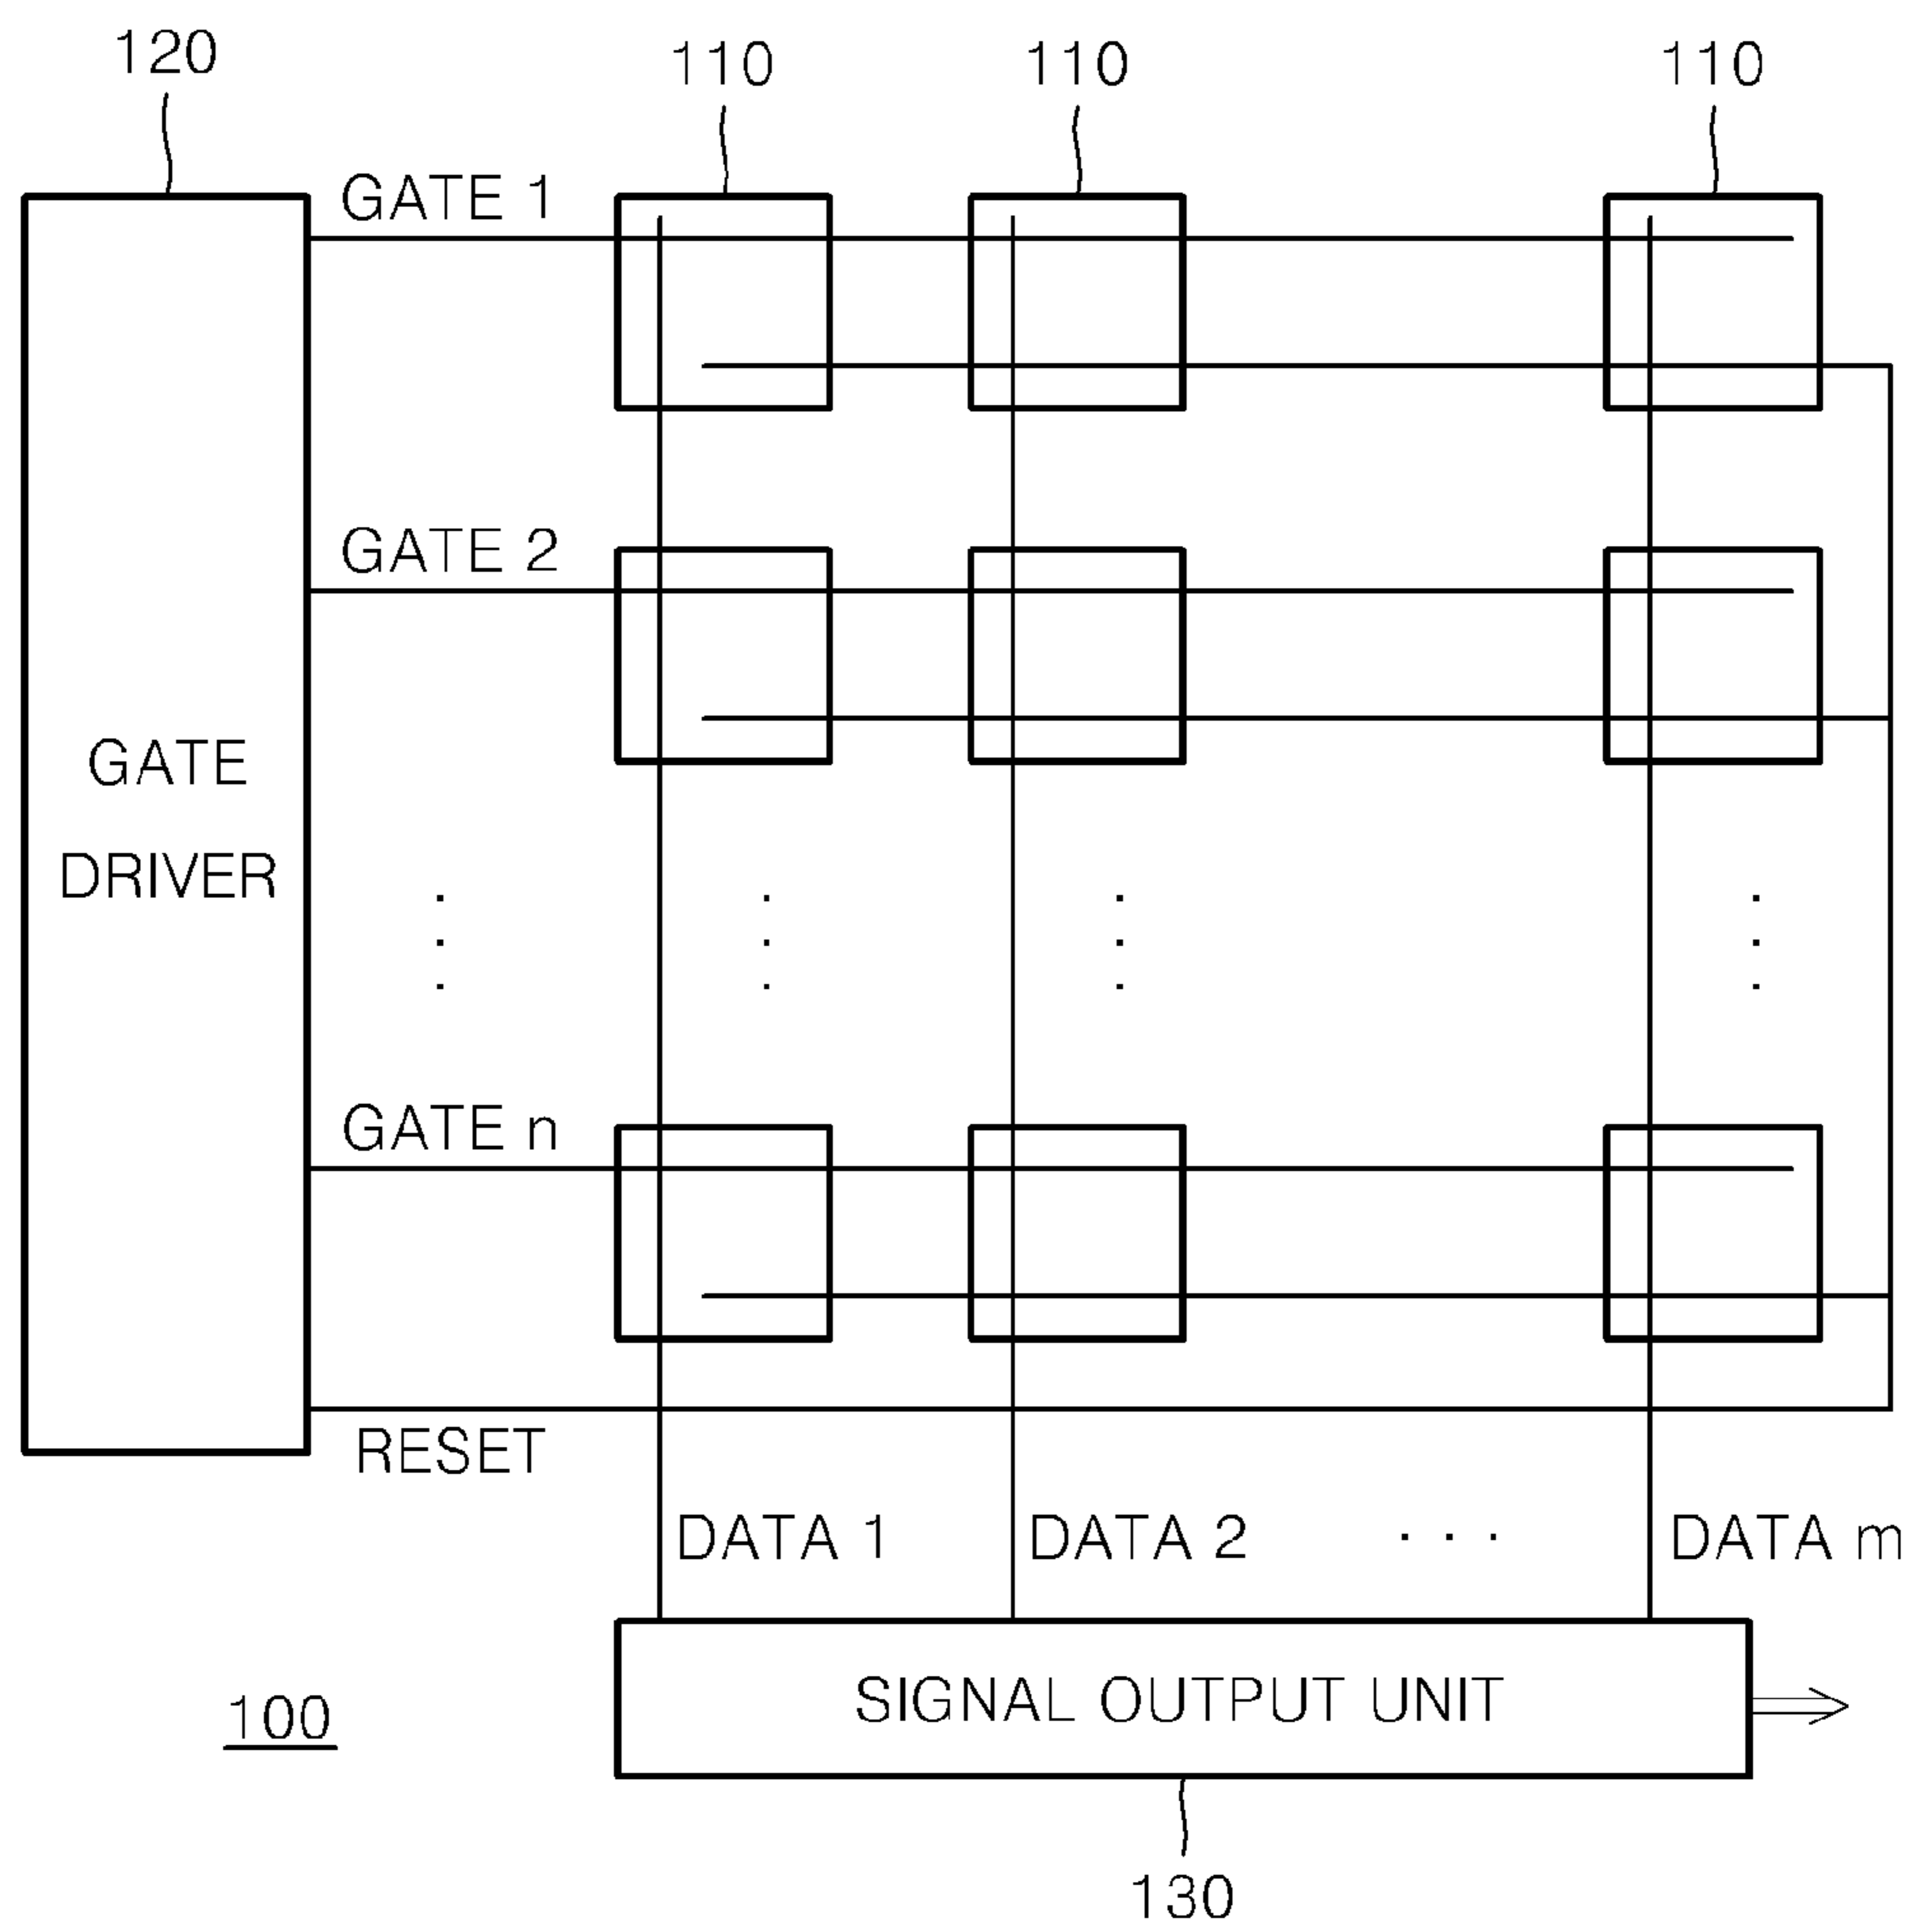 120
110
110
110
GATE 1
GATE 2
GATE
DRIVER
GATE n
RESET
DATA 1
DATA 2
. . .
DATA m
SIGNAL OUTPUT UNIT
100
130